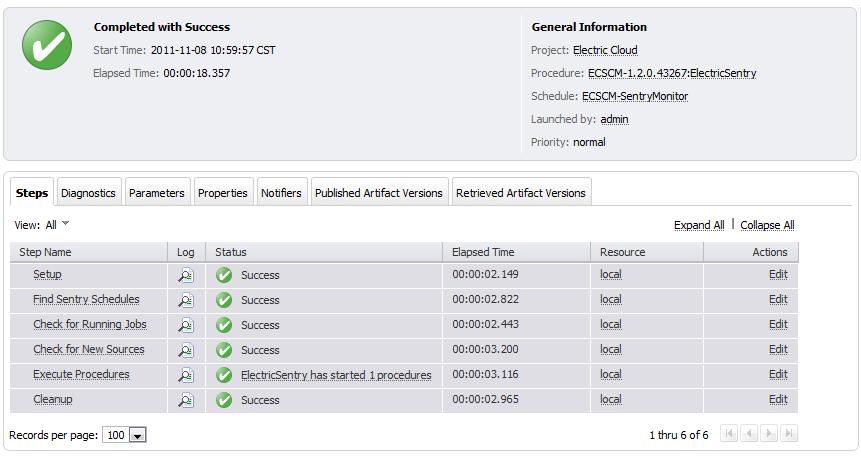 Completed with Success
Start Time: 2011-11-08 10:59:57 CST
Elapsed Time: 00:00:18.357
General Information
Project: Electric Cloud
Procedure: ECSCM-1.2.0.43267:ElectricSentry
Schedule: ECSCM-SentryMonitor
Launched by: admin
Priority: normal
Steps Diagnostics Parameters Properties Notifiers Published Artifact Versions Retrieved Artifact Versions
View: All Expand All | Collapse All
Step Name Log Status Elapsed Time Resource Actions
Setup Success 00:00:02.149 local Edit
Find Sentry Schedules Success 00:00:02.822 local Edit
Check for Running Jobs Success 00:00:02.443 local Edit
Check for New Sources Success 00:00:03.200 local Edit
Execute Procedures ElectricSentry has started 1 procedures 00:00:03.116 local Edit
Cleanup Success 00:00:02.965 local Edit
Records per page: 100 1 thru 6 of 6